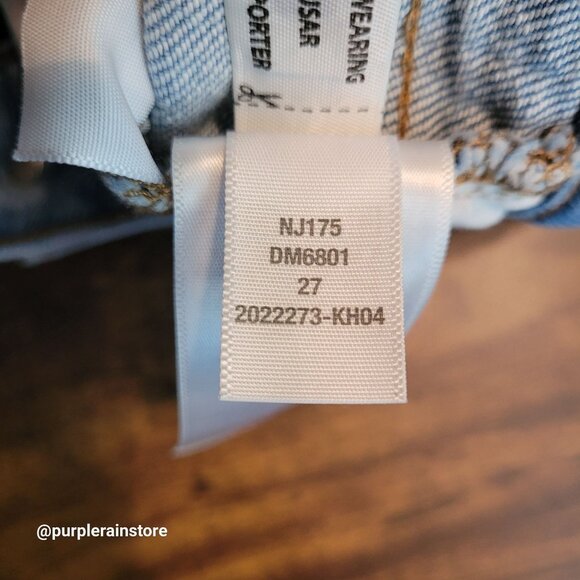 WEARING
USAR
PORTER
NJ175
DM6801
27
2022273-KH04
@purplerainstore